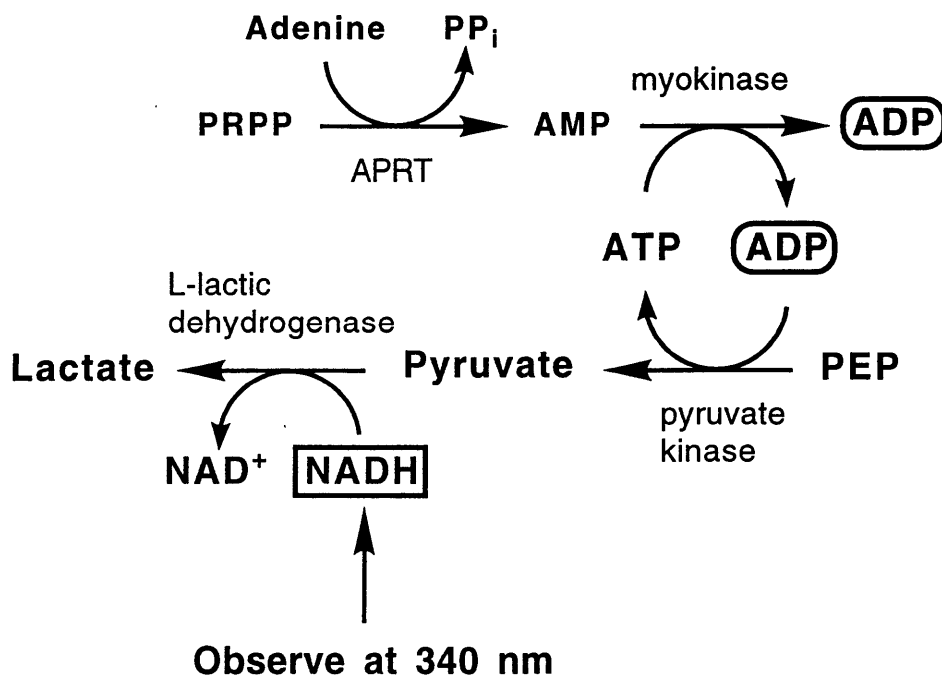 Adenine
PPi
myokinase
PRPP
AMP
ADP
APRT
ATP
ADP
L-lactic
dehydrogenase
Lactate
Pyruvate
PEP
pyruvate
kinase
NAD+
NADH
Observe at 340 nm